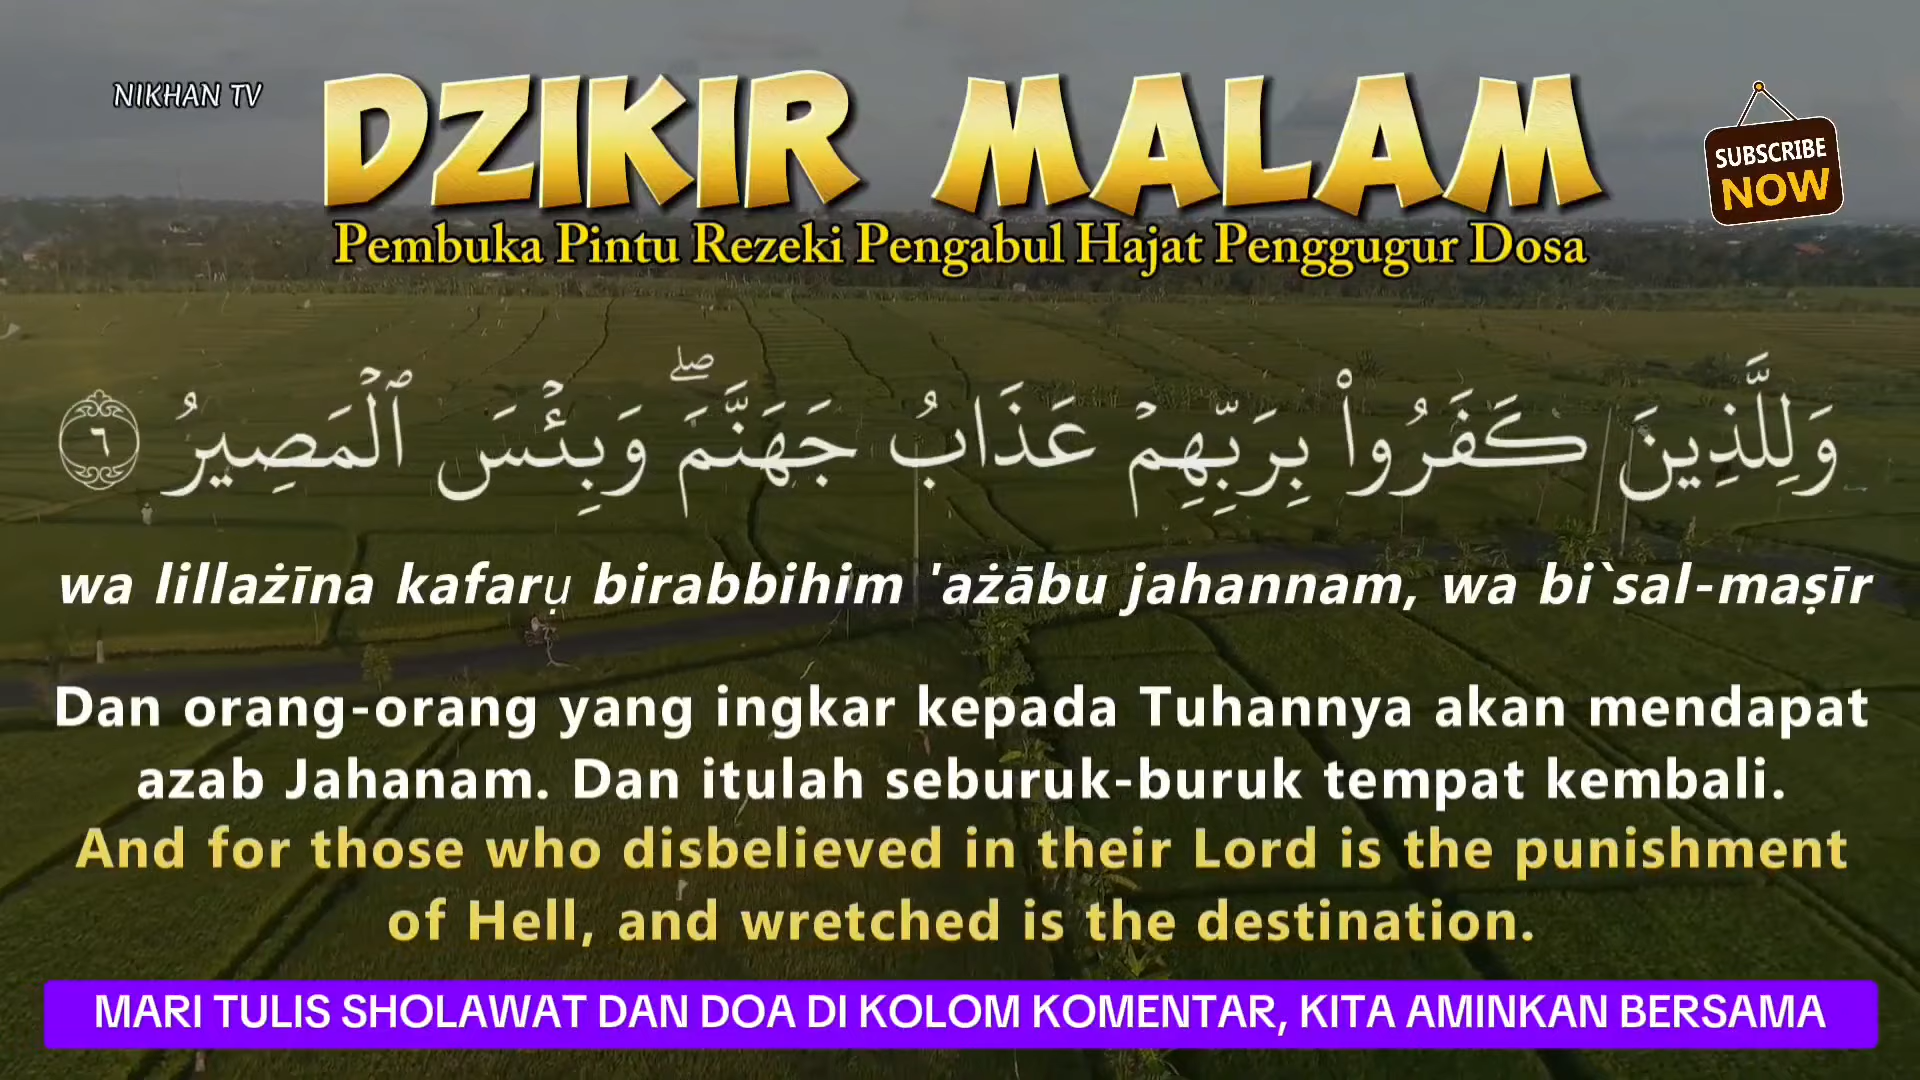 NIKHAN TV
DZIKIR MALAM
SUBSCRIBE
NOW
Pembuka Pintu Rezeki Pengabul Hajat Penggugur Dosa
وَلِلَّذِينَ كَفَرُوا۟ بِرَبِّهِمْ عَذَابُ جَهَنَّمَ ۖ وَبِئْسَ ٱلْمَصِيرُ ٦
wa lillażīna kafarụ birabbihim 'ażābu jahannam, wa bi`sal-maṣīr
Dan orang-orang yang ingkar kepada Tuhannya akan mendapat
azab Jahanam. Dan itulah seburuk-buruk tempat kembali.
And for those who disbelieved in their Lord is the punishment
of Hell, and wretched is the destination.
MARI TULIS SHOLAWAT DAN DOA DI KOLOM KOMENTAR, KITA AMINKAN BERSAMA